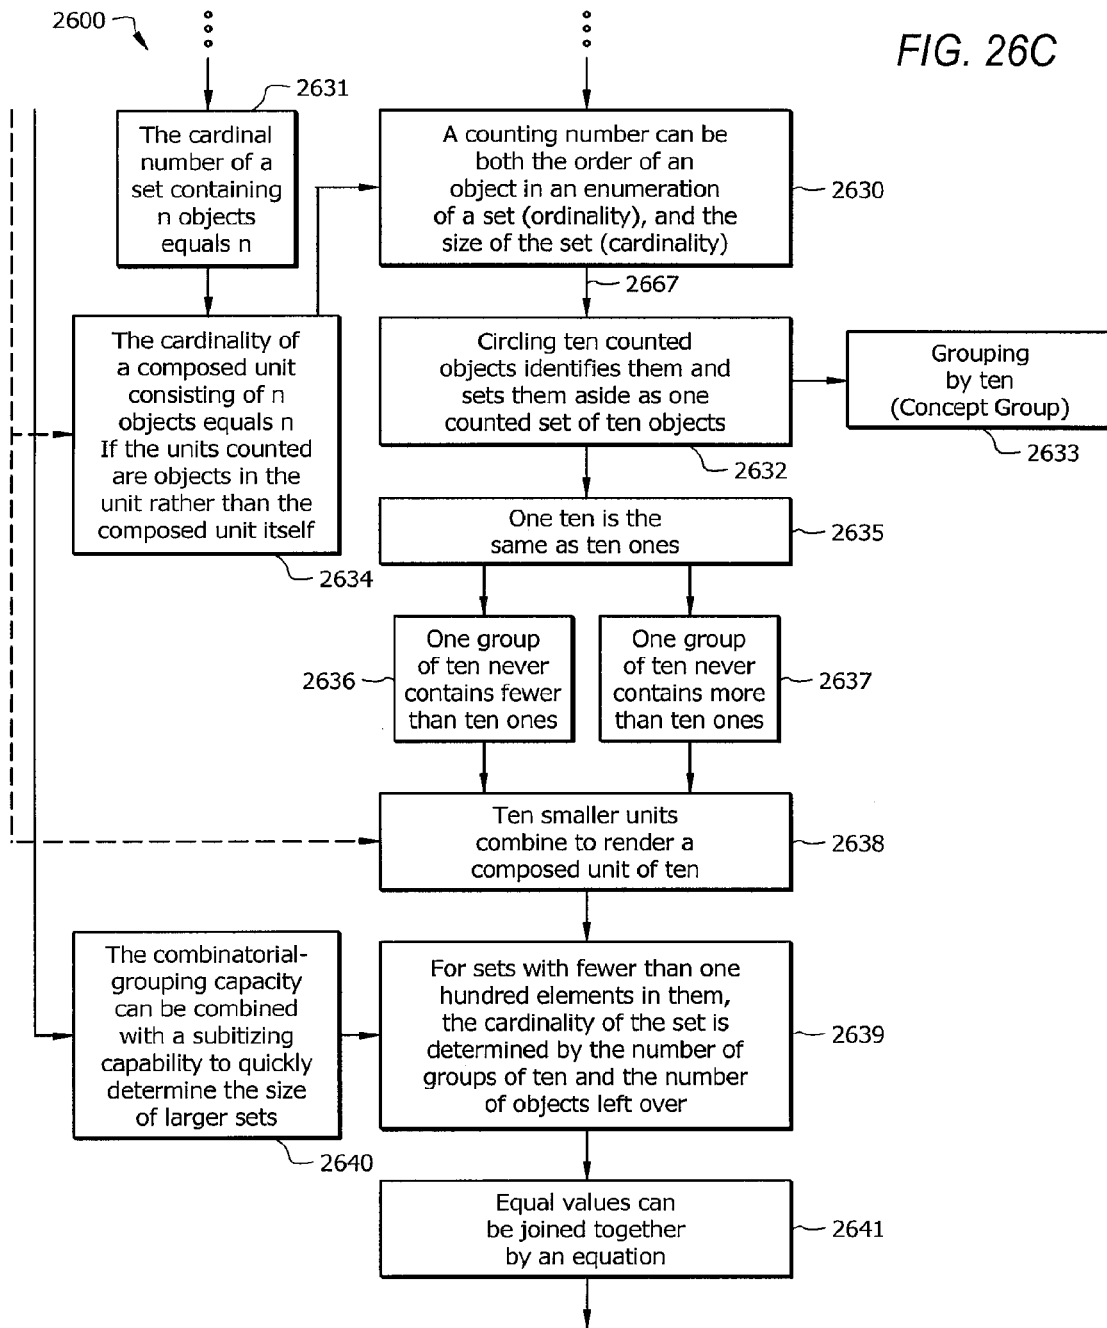 2600
FIG. 26C
2631
The cardinal
number of a
set containing
n objects
equals n
A counting number can be
both the order of an
object in an enumeration
of a set (ordinality), and the
size of the set (cardinality)
2630
2667
The cardinality of
a composed unit
consisting of n
objects equals n
If the units counted
are objects in the
unit rather than the
composed unit itself
2634
Circling ten counted
objects identifies them and
sets them aside as one
counted set of ten objects
2632
Grouping
by ten
(Concept Group)
2633
One ten is the
same as ten ones
2635
2636
One group
of ten never
contains fewer
than ten ones
One group
of ten never
contains more
than ten ones
2637
Ten smaller units
combine to render a
composed unit of ten
2638
The combinatorial-
grouping capacity
can be combined
with a subitizing
capability to quickly
determine the size
of larger sets
2640
For sets with fewer than one
hundred elements in them,
the cardinality of the set is
determined by the number of
groups of ten and the number
of objects left over
2639
Equal values can
be joined together
by an equation
2641